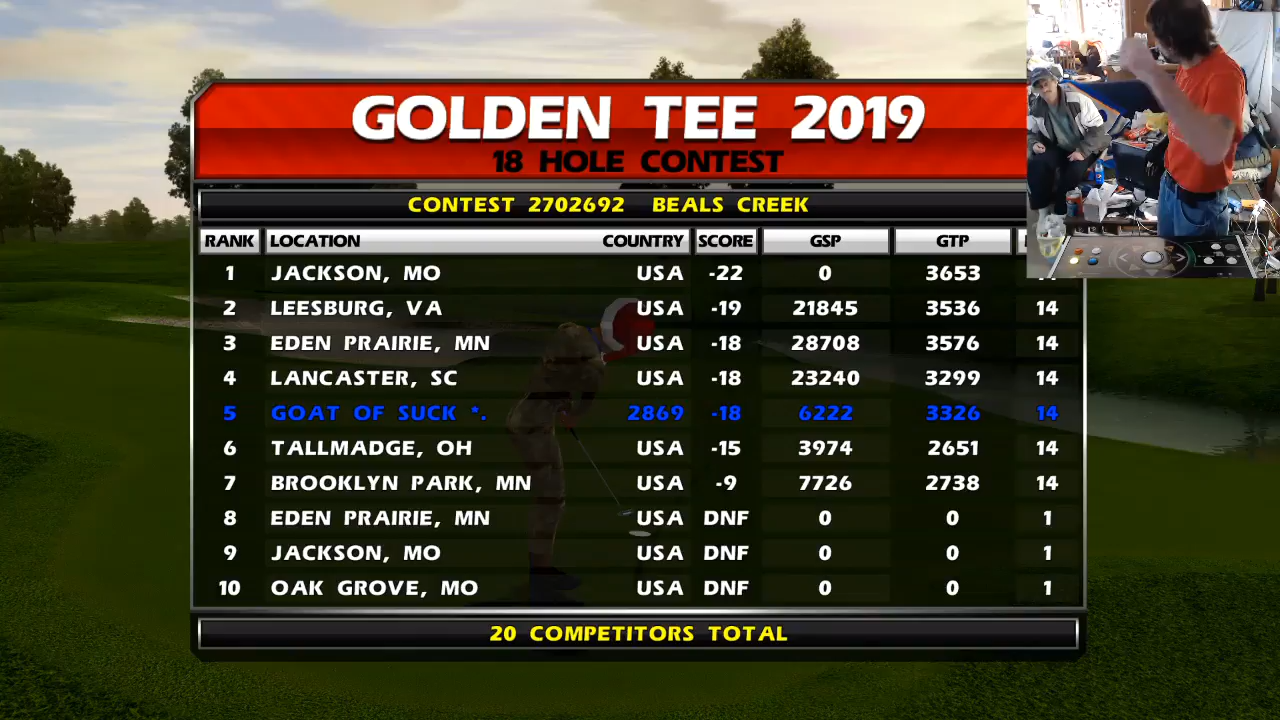 GOLDEN TEE 2019
18 HOLE CONTEST
CONTEST 2702692 BEALS CREEK
RANK LOCATION COUNTRY SCORE GSP GTP
1 JACKSON, MO USA -22 0 3653
2 LEESBURG, VA USA -19 21845 3536 14
3 EDEN PRAIRIE, MN USA -18 28708 3576 14
4 LANCASTER, SC USA -18 23240 3299 14
5 GOAT OF SUCK *. 2869 -18 6222 3326 14
6 TALLMADGE, OH USA -15 3974 2651 14
7 BROOKLYN PARK, MN USA -9 7726 2738 14
8 EDEN PRAIRIE, MN USA DNF 0 0 1
9 JACKSON, MO USA DNF 0 0 1
10 OAK GROVE, MO USA DNF 0 0 1
20 COMPETITORS TOTAL